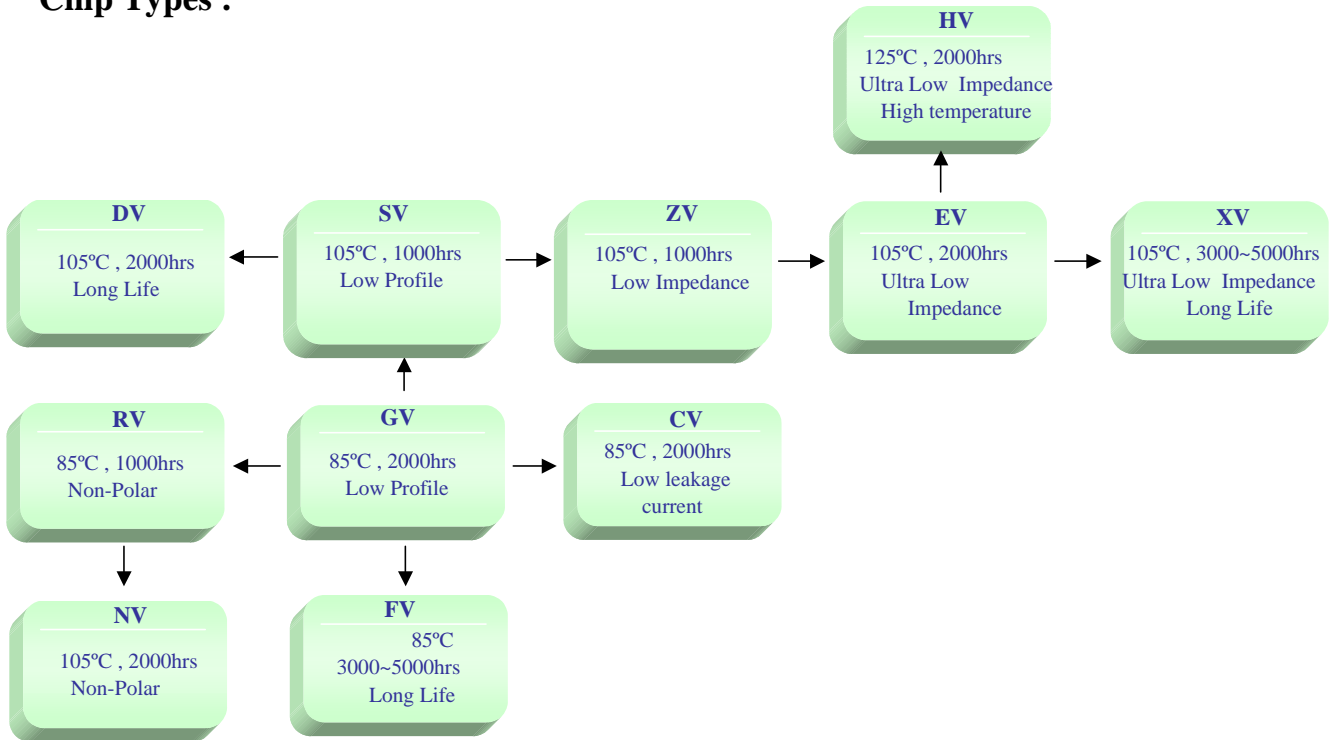 Chip Types :
HV
125ºC , 2000hrs
Ultra Low Impedance
High temperature
DV
105ºC , 2000hrs
Long Life
SV
105ºC , 1000hrs
Low Profile
ZV
105ºC , 1000hrs
Low Impedance
EV
105ºC , 2000hrs
Ultra Low
Impedance
XV
105ºC , 3000~5000hrs
Ultra Low Impedance
Long Life
RV
85ºC , 1000hrs
Non-Polar
GV
85ºC , 2000hrs
Low Profile
CV
85ºC , 2000hrs
Low leakage
current
NV
105ºC , 2000hrs
Non-Polar
FV
85ºC
3000~5000hrs
Long Life